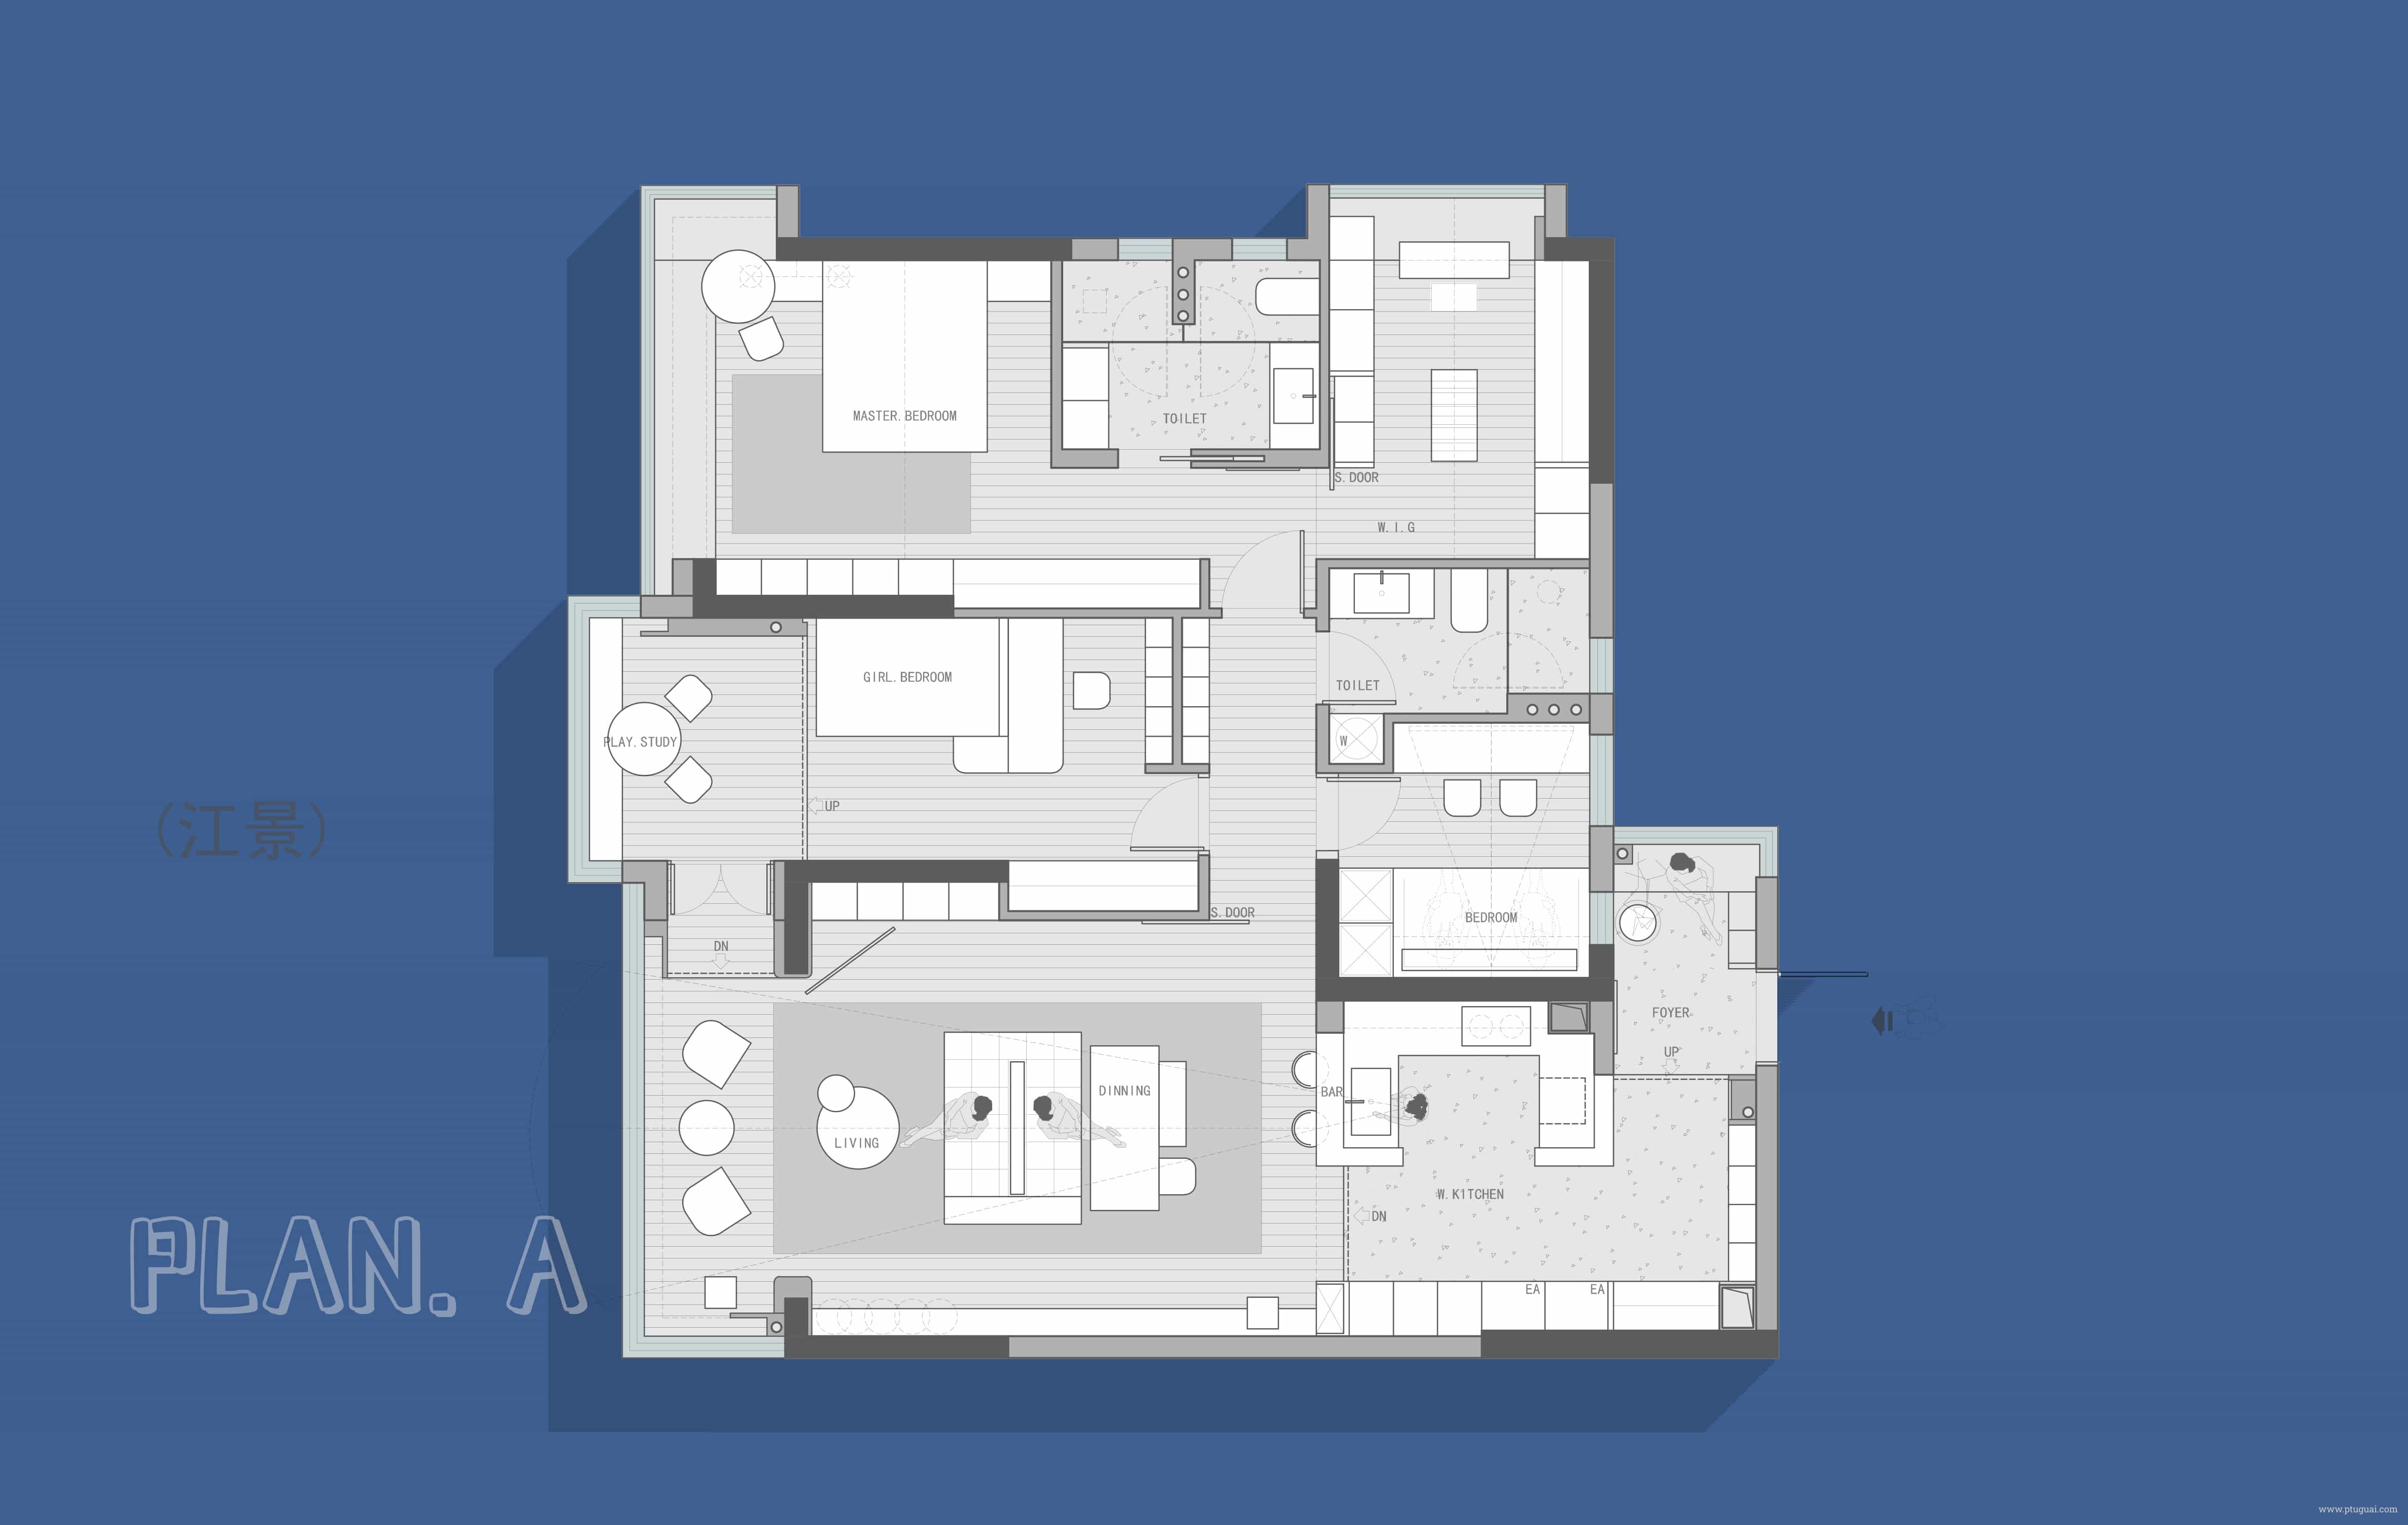 MASTER.BEDROOM
TOILET
S.DOOR
W.I.G
GIRL.BEDROOM
TOILET
PLAY.STUDY
W
UP
(江景)
S.DOOR
BEDROOM
DN
FOYER
UP
BAR
DINNING
LIVING
W.KITCHEN
DN
PLAN. A
EA
EA
www.ptuguai.com